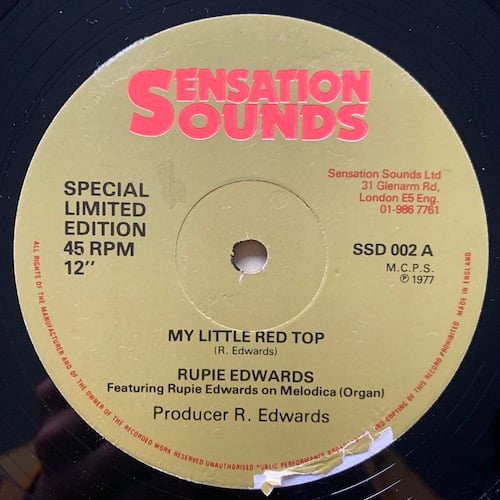 SENSATION
SOUNDS
Sensation Sounds Ltd
31 Glenarm Rd,
London E5 Eng.
01-986 7761
SPECIAL
LIMITED
EDITION
45 RPM
12’’
SSD 002 A
M.C.P.S.
℗ 1977
MY LITTLE RED TOP
(R. Edwards)
RUPIE EDWARDS
Featuring Rupie Edwards on Melodica (Organ)
Producer R. Edwards
ALL RIGHTS OF THE MANUFACTURER AND OF THE OWNER OF THE RECORDED WORK RESERVED UNAUTHORISED PUBLIC PERFORMANCE AND COPYING OF THIS RECORD PROHIBITED MADE IN ENGLAND